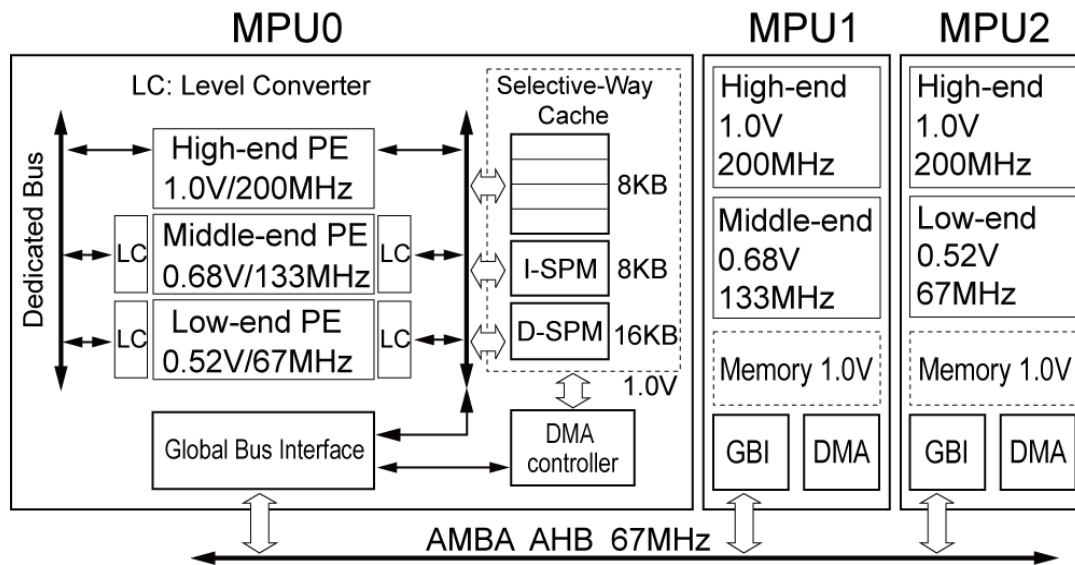 MPU0
LC: Level Converter
Dedicated Bus
High-end PE
1.0V/200MHz
LC
Middle-end PE
0.68V/133MHz
LC
LC
Low-end PE
0.52V/67MHz
LC
Selective-Way
Cache
8KB
I-SPM
8KB
D-SPM
16KB
1.0V
Global Bus Interface
DMA
controller
MPU1
High-end
1.0V
200MHz
Middle-end
0.68V
133MHz
Memory 1.0V
GBI
DMA
MPU2
High-end
1.0V
200MHz
Low-end
0.52V
67MHz
Memory 1.0V
GBI
DMA
AMBA AHB 67MHz